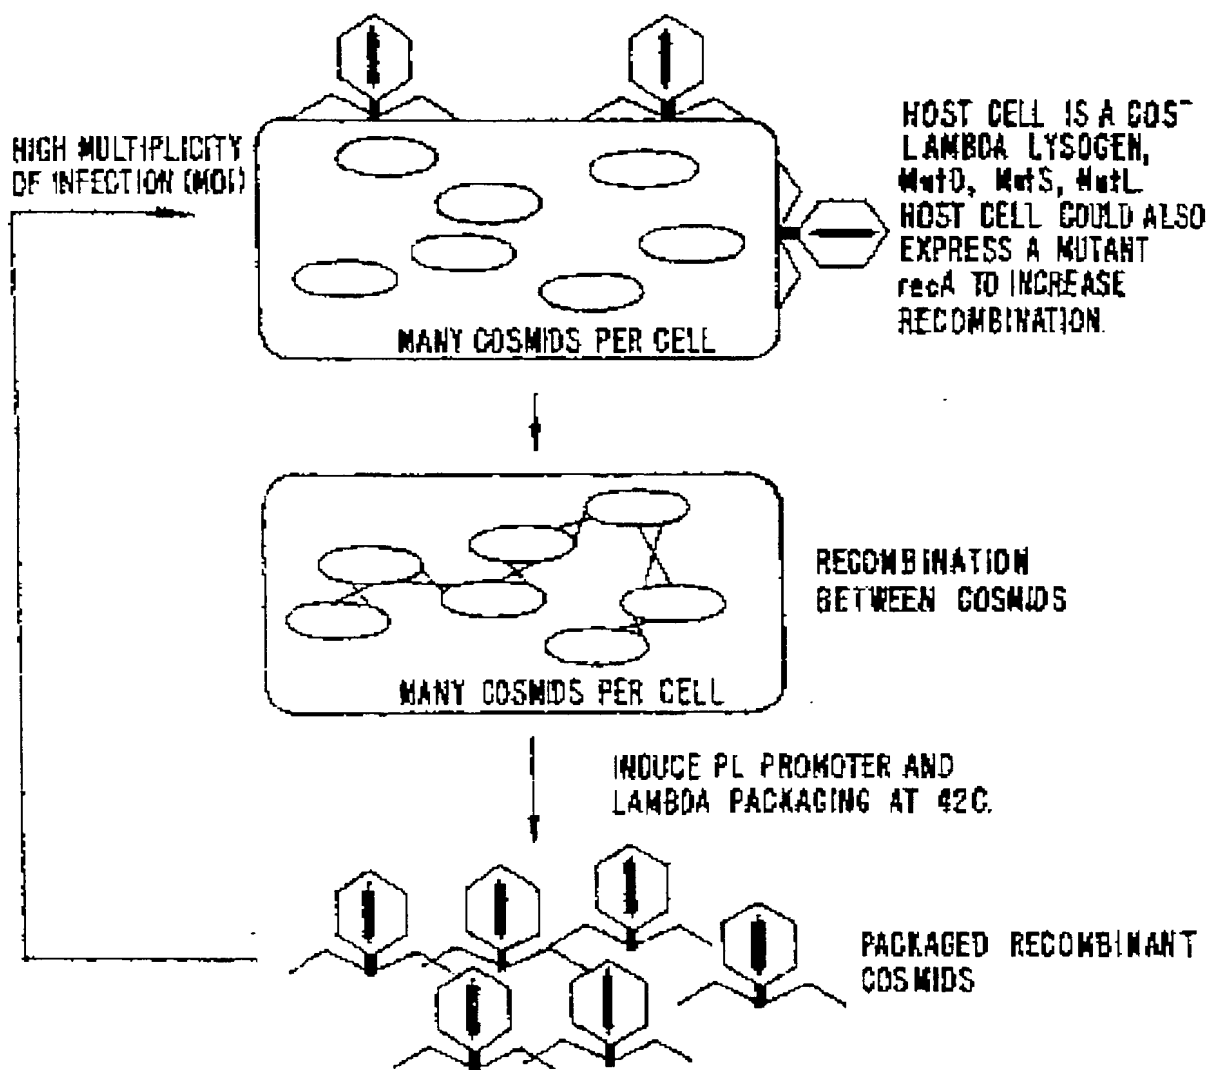 HIGH MULTIPLICITY
OF INFECTION (MOI)
HOST CELL IS A COS-
LAMBDA LYSOGEN,
MutD, MutS, MutL
HOST CELL COULD ALSO
EXPRESS A MUTANT
recA TO INCREASE
RECOMBINATION.
MANY COSMIDS PER CELL
RECOMBINATION
BETWEEN COSMIDS
MANY COSMIDS PER CELL
INDUCE PL PROMOTER AND
LAMBDA PACKAGING AT 42C.
PACKAGED RECOMBINANT
COSMIDS